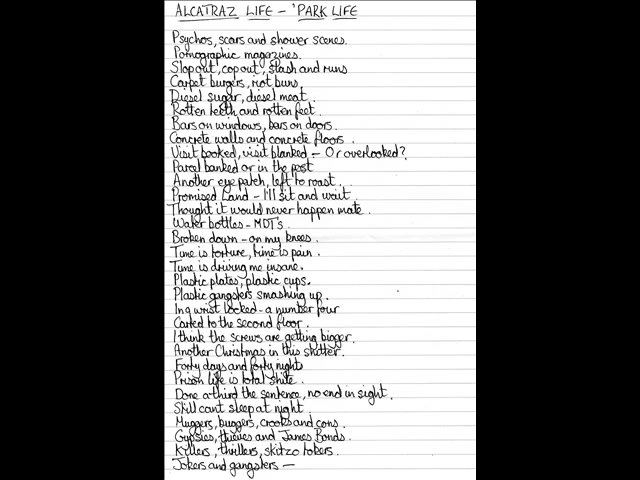 ALCATRAZ LIFE – 'PARK LIFE
Psychos, scars and shower scenes.
Pornographic magezines.
Slop out, cop out, slash and runs
Carpet burgers, riot buns.
Diesel sugar, diesel meat.
Rotten teeth and rotten feet.
Bars on windows, bars on doors.
Concrete walls and concrete floors.
Visit booked, visit blanked – Or overlooked?
Parcel banked or in the post
Another eye patch, left to roast.
Promised Land – I'll sit and wait.
Thought it would never happen mate.
Water bottles – MDT's
Broken down – on my knees.
Time is torture, time is pain.
Time is driving me insane.
Plastic plates, plastic cups.
Plastic gangsters smashing up.
In a wrist locked – a number four
Carted to the second floor.
I think the screws are getting bigger.
Another Christmas in this shitter.
Forty days and forty nights
Prison life is total shite.
Done a third the sentence, no end in sight.
Still cant sleep at night.
Muggers, buggers, crooks and cons.
Gypsies, thieves and James Bonds.
Killers, thrillers, skitzo tokers.
Jokers and gangsters –